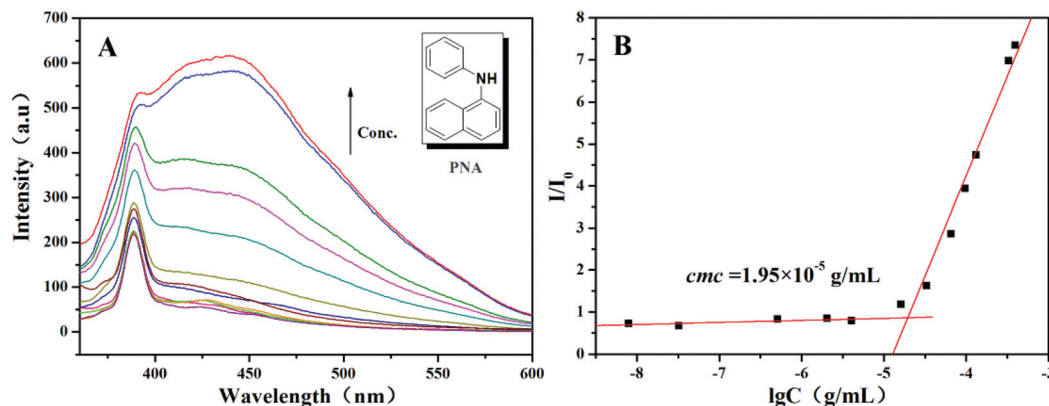 A
Intensity（a.u）
700
600
500
400
300
200
100
0
400
450
500
550
600
Wavelength（nm）
Conc.
NH
PNA
B
I/I0
8
7
6
5
4
3
2
1
0
-8
-7
-6
-5
-4
-3
-2
lgC（g/mL）
cmc =1.95×10-5 g/mL